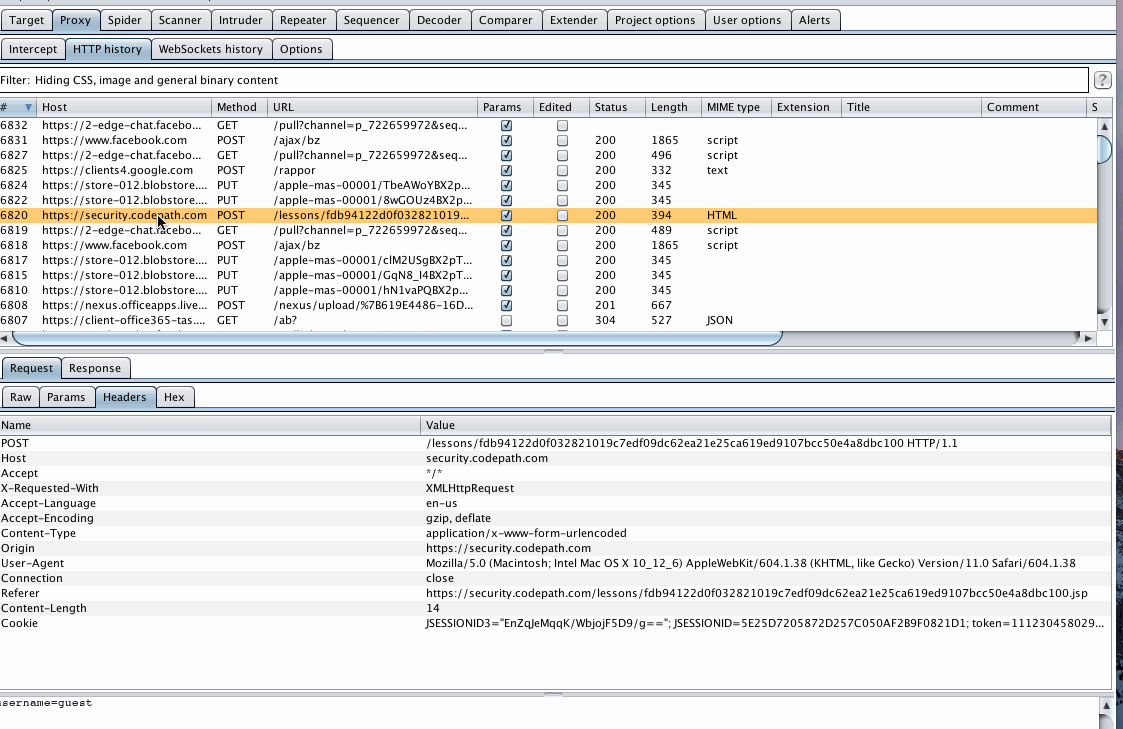 Target Proxy Spider Scanner Intruder Repeater Sequencer Decoder Comparer Extender Project options User options Alerts
Intercept HTTP history WebSockets history Options
Filter: Hiding CSS, image and general binary content ?
# Host Method URL Params Edited Status Length MIME type Extension Title Comment S
6832 https://2-edge-chat.facebo... GET /pull?channel=p_722659972&seq...
6831 https://www.facebook.com POST /ajax/bz 200 1865 script
6827 https://2-edge-chat.facebo... GET /pull?channel=p_722659972&seq... 200 496 script
6825 https://clients4.google.com POST /rappor 200 332 text
6824 https://store-012.blobstore.... PUT /apple-mas-00001/TbeAWoYBX2p... 200 345
6822 https://store-012.blobstore.... PUT /apple-mas-00001/8wGOUz4BX2p... 200 345
6820 https://security.codepath.com POST /lessons/fdb94122d0f032821019... 200 394 HTML
6819 https://2-edge-chat.facebo... GET /pull?channel=p_722659972&seq... 200 489 script
6818 https://www.facebook.com POST /ajax/bz 200 1865 script
6817 https://store-012.blobstore.... PUT /apple-mas-00001/clM2USgBX2pT... 200 345
6815 https://store-012.blobstore.... PUT /apple-mas-00001/GqN8_l4BX2pT... 200 345
6810 https://store-012.blobstore.... PUT /apple-mas-00001/hN1vaPQBX2p... 200 345
6808 https://nexus.officeapps.live... POST /nexus/upload/%7B619E4486-16D... 201 667
6807 https://client-office365-tas.... GET /ab? 304 527 JSON
Request Response
Raw Params Headers Hex
Name Value
POST /lessons/fdb94122d0f032821019c7edf09dc62ea21e25ca619ed9107bcc50e4a8dbc100 HTTP/1.1
Host security.codepath.com
Accept */*
X-Requested-With XMLHttpRequest
Accept-Language en-us
Accept-Encoding gzip, deflate
Content-Type application/x-www-form-urlencoded
Origin https://security.codepath.com
User-Agent Mozilla/5.0 (Macintosh; Intel Mac OS X 10_12_6) AppleWebKit/604.1.38 (KHTML, like Gecko) Version/11.0 Safari/604.1.38
Connection close
Referer https://security.codepath.com/lessons/fdb94122d0f032821019c7edf09dc62ea21e25ca619ed9107bcc50e4a8dbc100.jsp
Content-Length 14
Cookie JSESSIONID3="EnZqJeMqqK/WbjojF5D9/g=="; JSESSIONID=5E25D7205872D257C050AF2B9F0821D1; token=111230458029...
username=guest